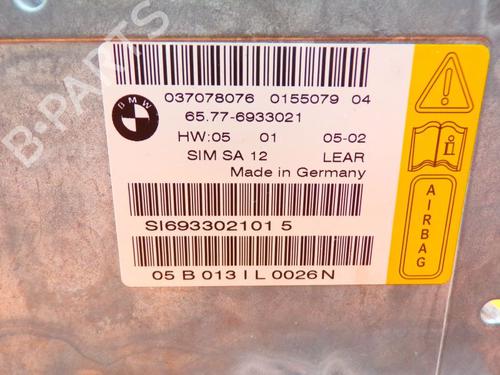 B-PARTS
BMW
037078076 0155079 04
65.77-6933021
HW:05 01 05-02
SIM SA 12 LEAR
Made in Germany
SI693302101 5
05 B 013 I L 0026 N
AIRBAG